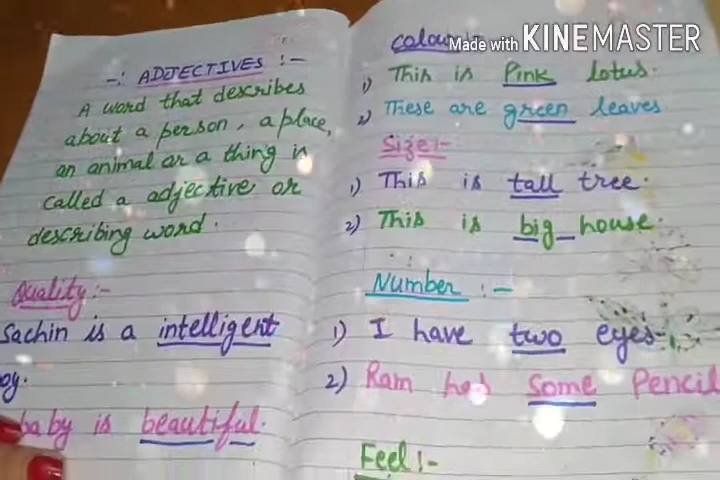 -: ADJECTIVES :-
A word that describes
about a person, a place,
an animal or a thing is
called a adjective or
describing word.
Quality:-
Sachin is a intelligent
oy.
baby is beautiful.
Made with KINEMASTER
1) This is Pink lotus.
2) These are green leaves
Size:-
1) This is tall tree.
2) This is big house.
Number :-
1) I have two eyes-
2) Ram has some Pencil
Feel:-